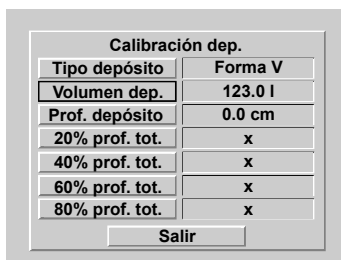 Calibración dep.
Tipo depósito Forma V
Volumen dep. 123.0 l
Prof. depósito 0.0 cm
20% prof. tot. x
40% prof. tot. x
60% prof. tot. x
80% prof. tot. x
Salir